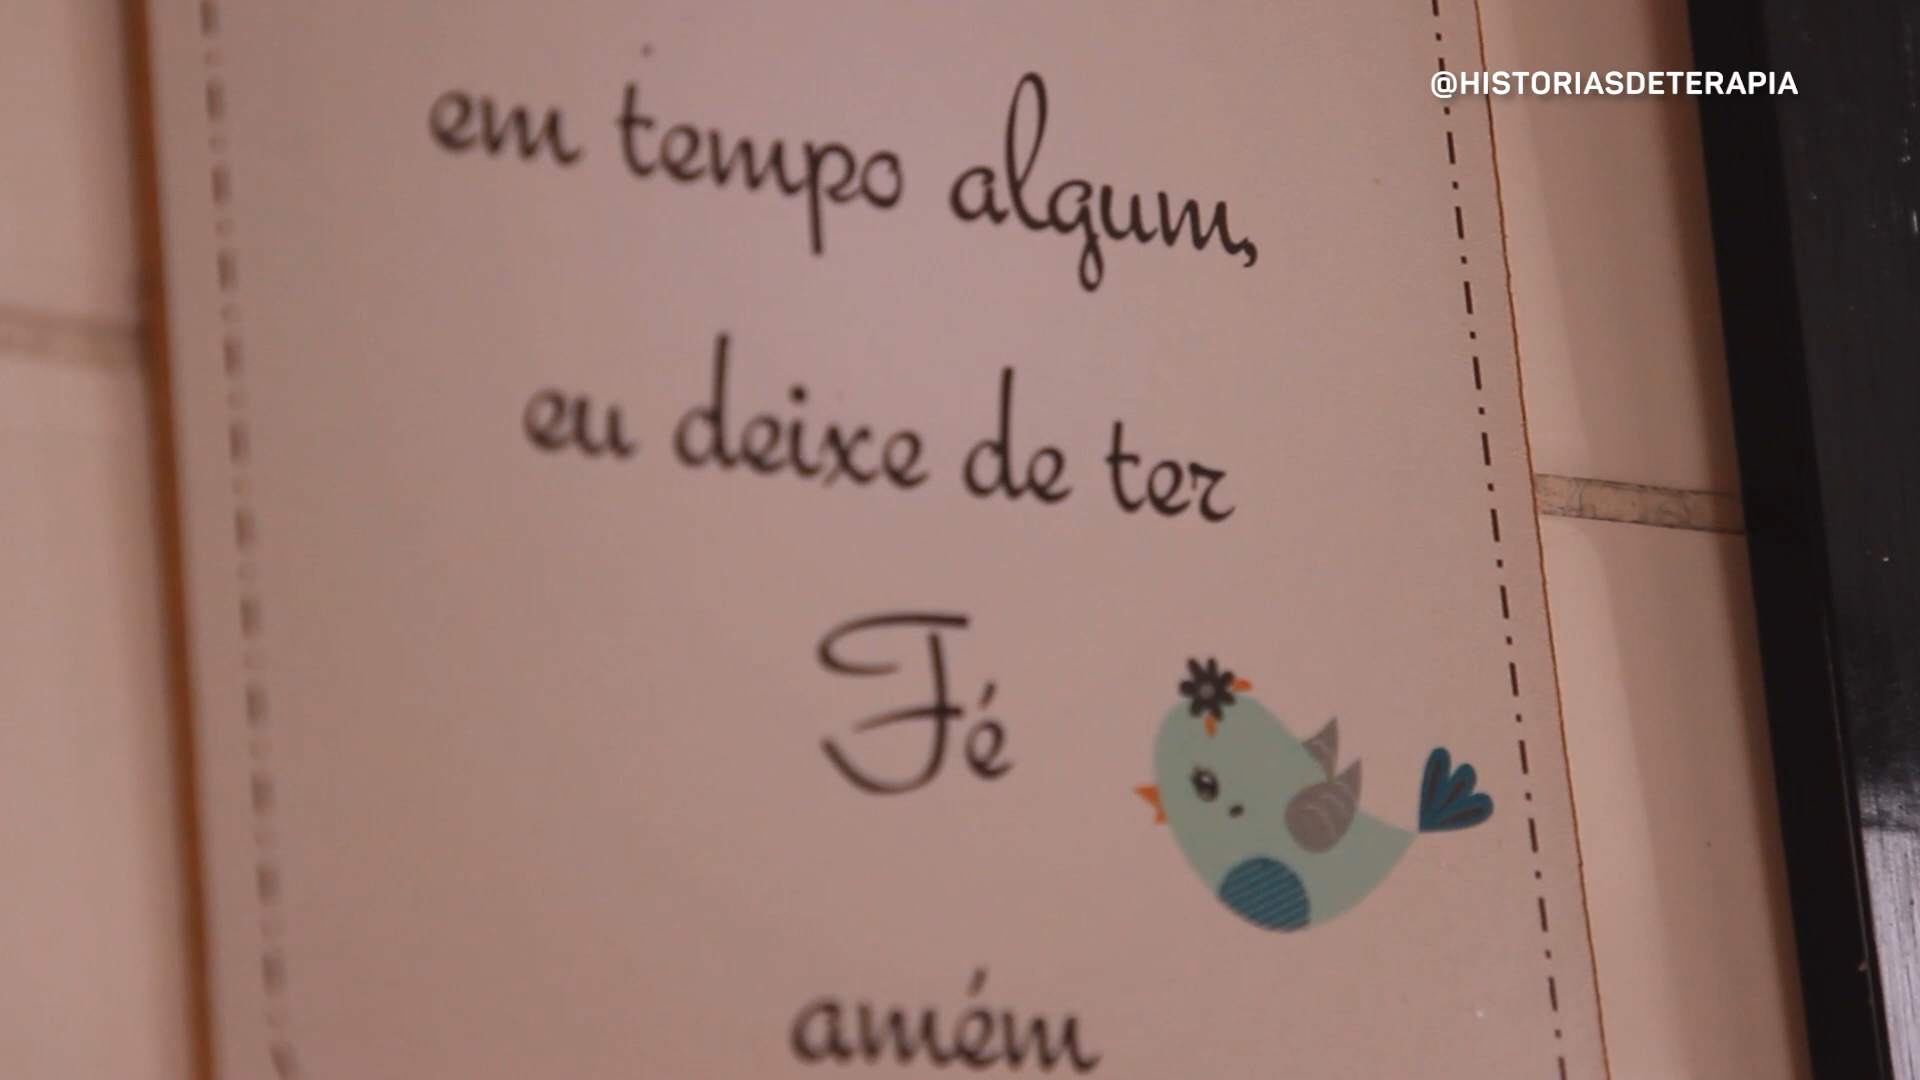 @HISTORIASDETERAPIA
em tempo algum,
eu deixe de ter
Fé
amém